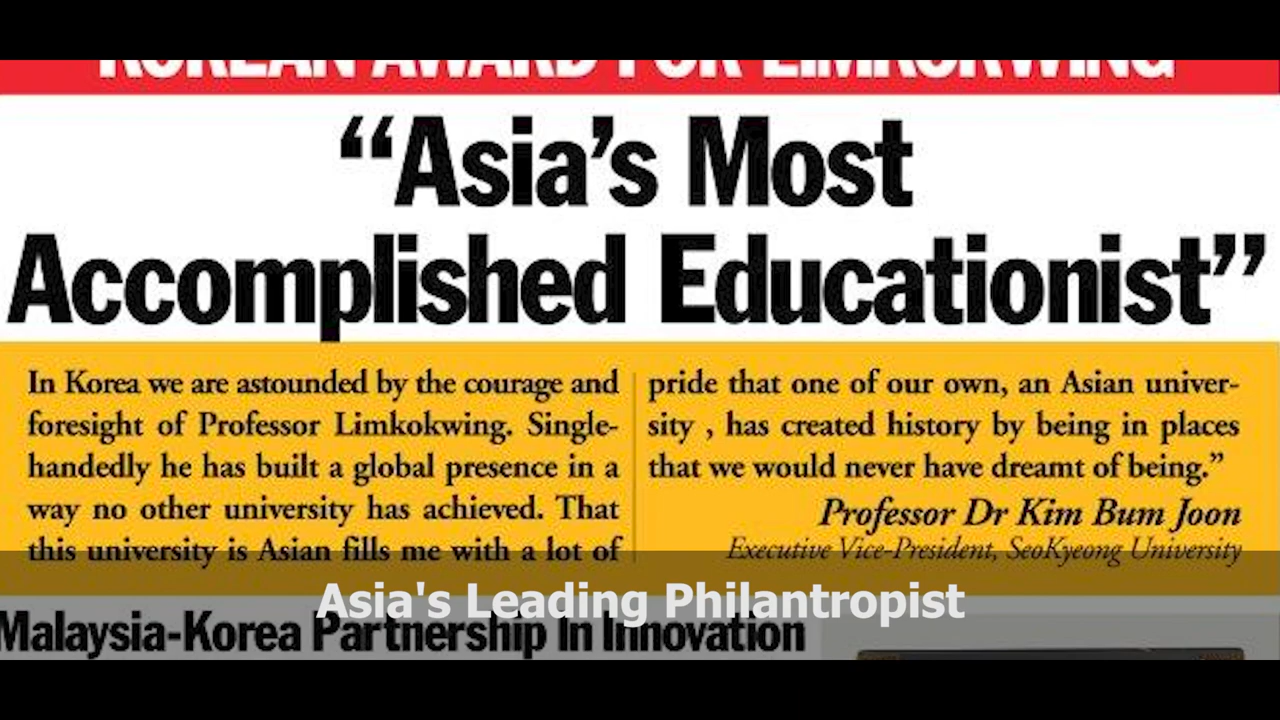 KOREAN AWARD FOR LIMKOKWING
“Asia’s Most
Accomplished Educationist”
In Korea we are astounded by the courage and
foresight of Professor Limkokwing. Single-
handedly he has built a global presence in a
way no other university has achieved. That
this university is Asian fills me with a lot of
pride that one of our own, an Asian univer-
sity , has created history by being in places
that we would never have dreamt of being.”
Professor Dr Kim Bum Joon
Executive Vice-President, SeoKyeong University
Asia's Leading Philantropist
Malaysia-Korea Partnership In Innovation